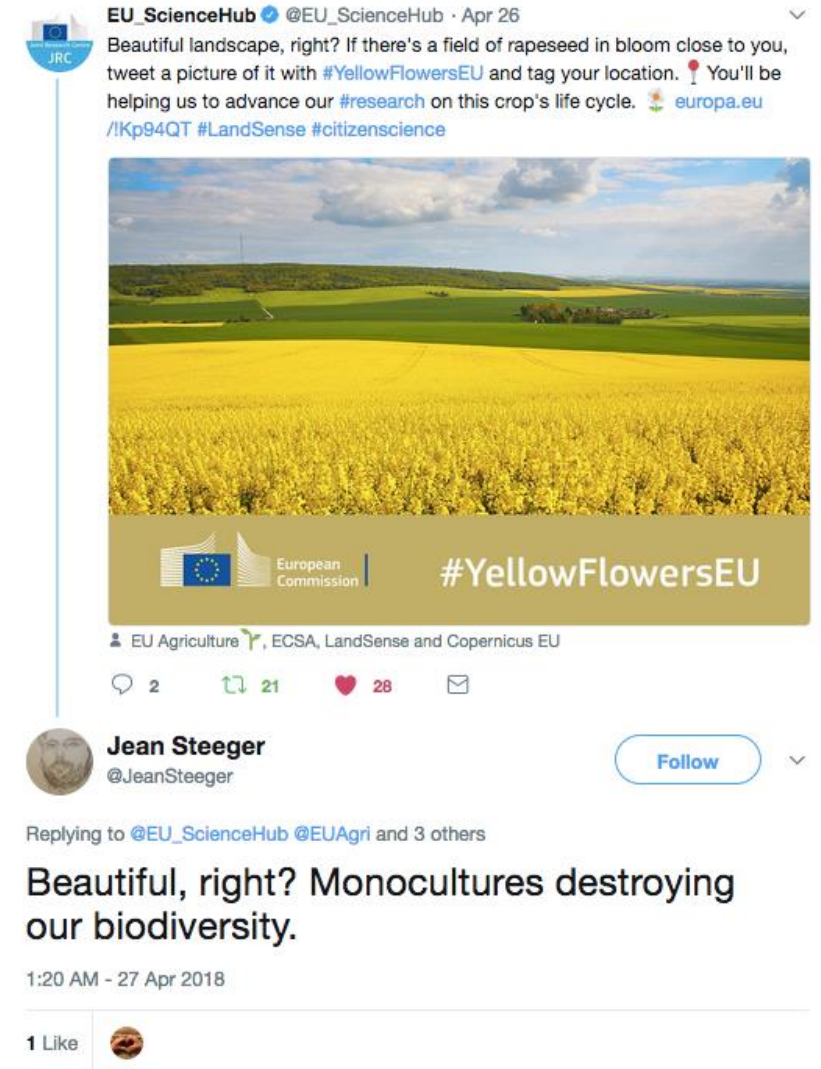 EU_ScienceHub @EU_ScienceHub · Apr 26
Beautiful landscape, right? If there's a field of rapeseed in bloom close to you,
tweet a picture of it with #YellowFlowersEU and tag your location. 📍 You'll be
helping us to advance our #research on this crop's life cycle. 🌼 europa.eu
/!Kp94QT #LandSense #citizenscience
Joint Research Centre
JRC
European
Commission
#YellowFlowersEU
EU Agriculture 🌱, ECSA, LandSense and Copernicus EU
2 21 28
Jean Steeger
@JeanSteeger
Follow
Replying to @EU_ScienceHub @EUAgri and 3 others
Beautiful, right? Monocultures destroying
our biodiversity.
1:20 AM - 27 Apr 2018
1 Like